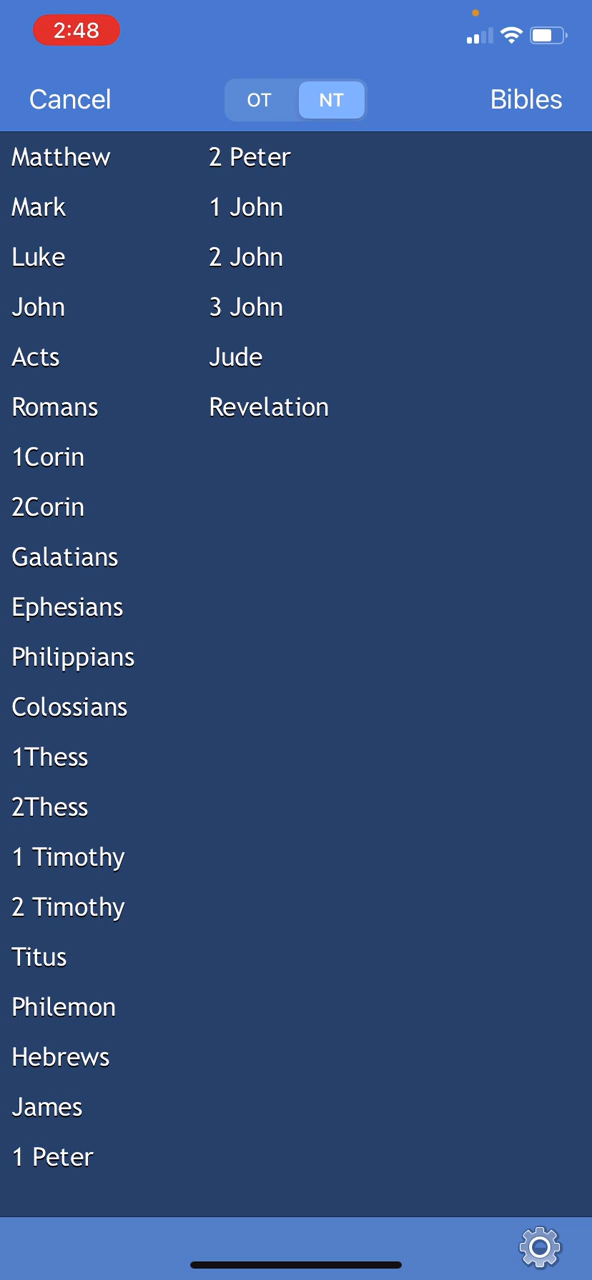 2:48
Cancel
OT
NT
Bibles
Matthew
Mark
Luke
John
Acts
Romans
1Corin
2Corin
Galatians
Ephesians
Philippians
Colossians
1Thess
2Thess
1 Timothy
2 Timothy
Titus
Philemon
Hebrews
James
1 Peter
2 Peter
1 John
2 John
3 John
Jude
Revelation